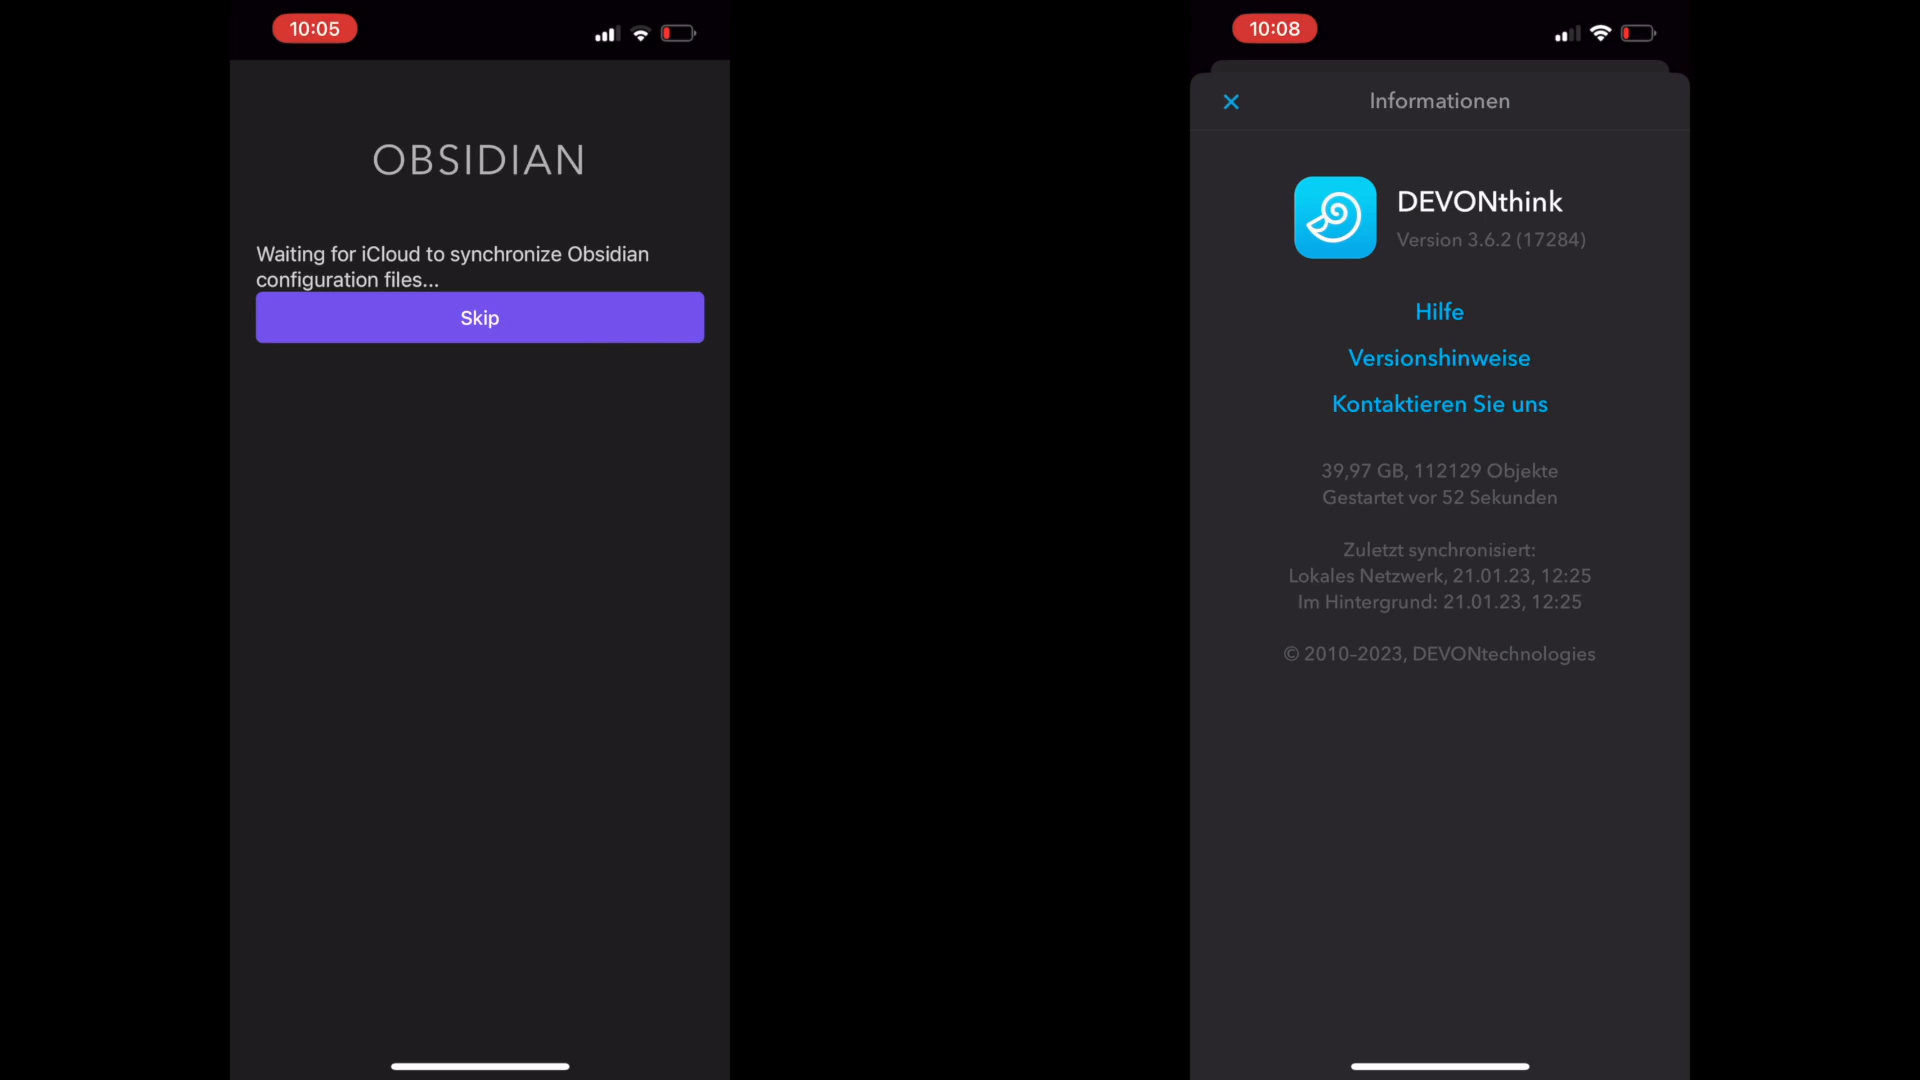 10:05
OBSIDIAN
Waiting for iCloud to synchronize Obsidian
configuration files...
Skip
10:08
Informationen
DEVONthink
Version 3.6.2 (17284)
Hilfe
Versionshinweise
Kontaktieren Sie uns
39,97 GB, 112129 Objekte
Gestartet vor 52 Sekunden
Zuletzt synchronisiert:
Lokales Netzwerk, 21.01.23, 12:25
Im Hintergrund: 21.01.23, 12:25
© 2010–2023, DEVONtechnologies